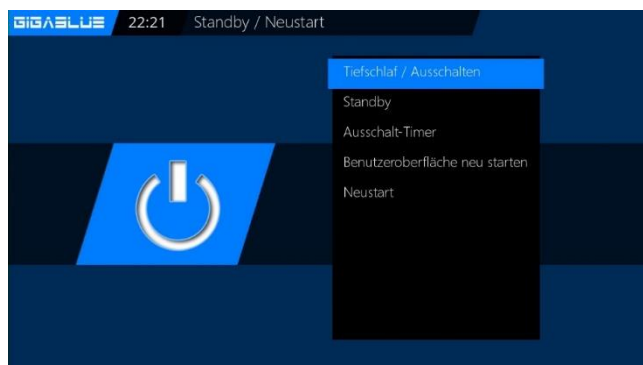 GIGABLUE 22:21 Standby / Neustart
Tiefschlaf / Ausschalten
Standby
Ausschalt-Timer
Benutzeroberfläche neu starten
Neustart